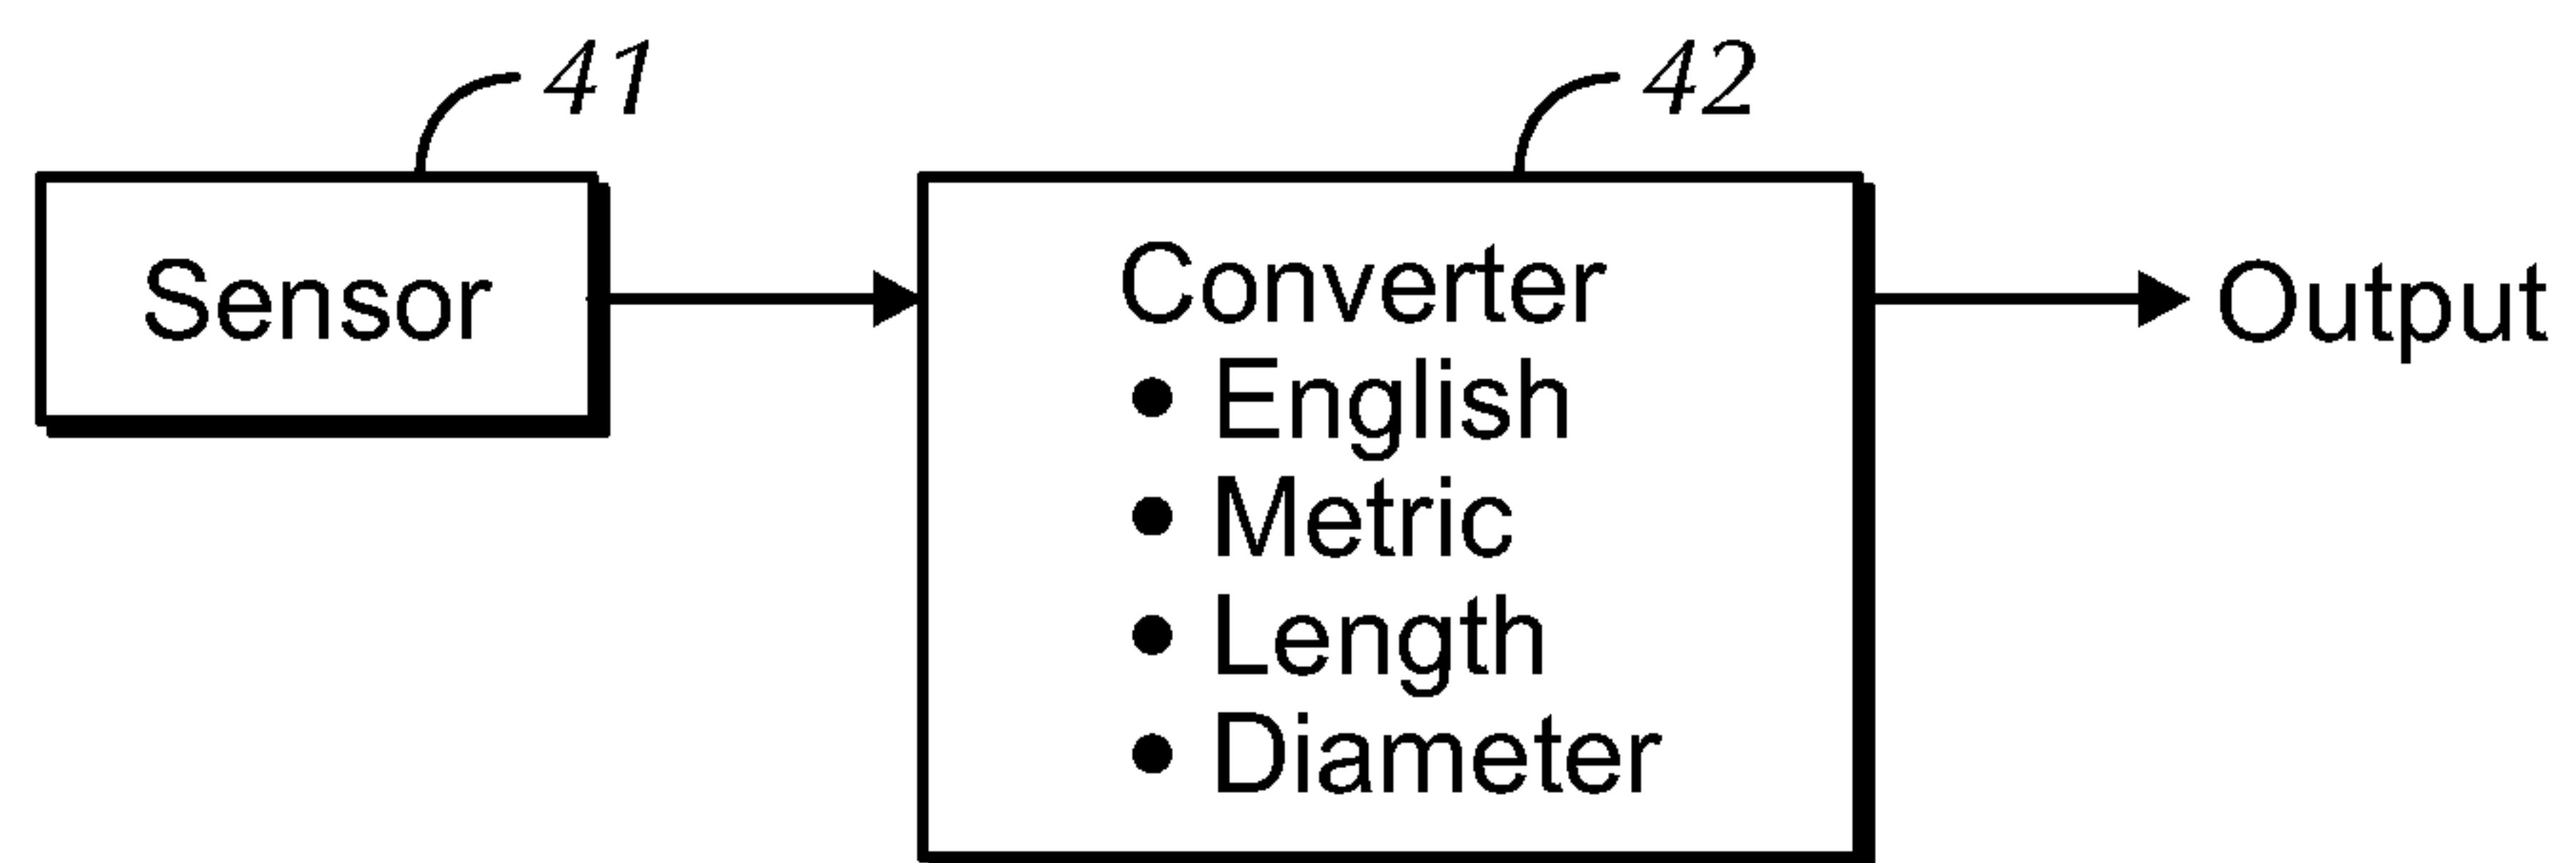 41
42
Sensor
Converter
• English
• Metric
• Length
• Diameter
Output